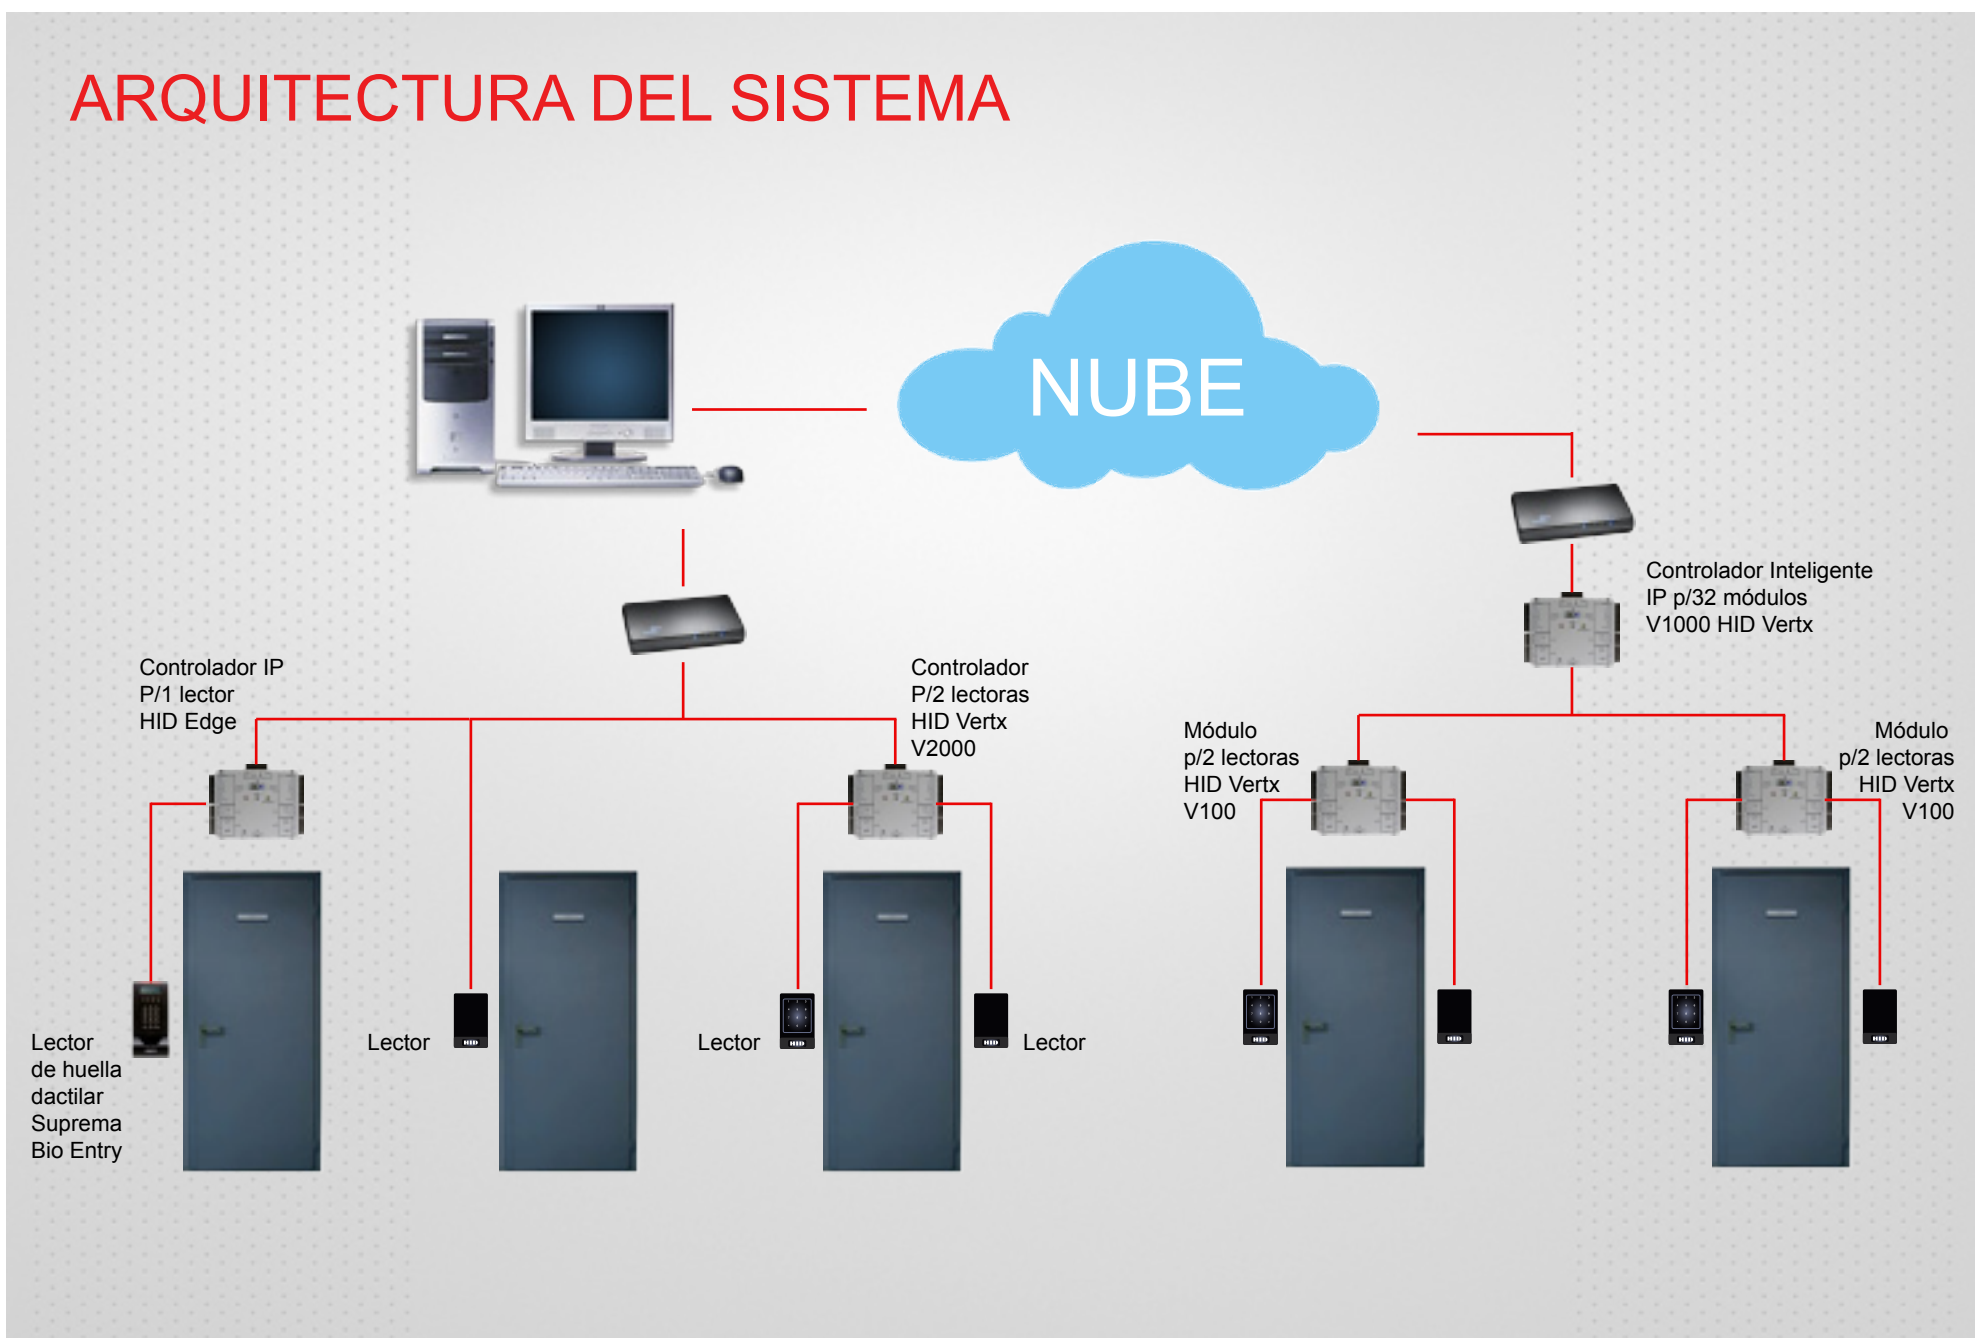 ARQUITECTURA DEL SISTEMA
NUBE
Controlador Inteligente
IP p/32 módulos
V1000 HID Vertx
Controlador IP
P/1 lector
HID Edge
Controlador
P/2 lectoras
HID Vertx
V2000
Módulo
p/2 lectoras
HID Vertx
V100
Módulo
p/2 lectoras
HID Vertx
V100
Lector
de huella
dactilar
Suprema
Bio Entry
Lector
Lector
Lector